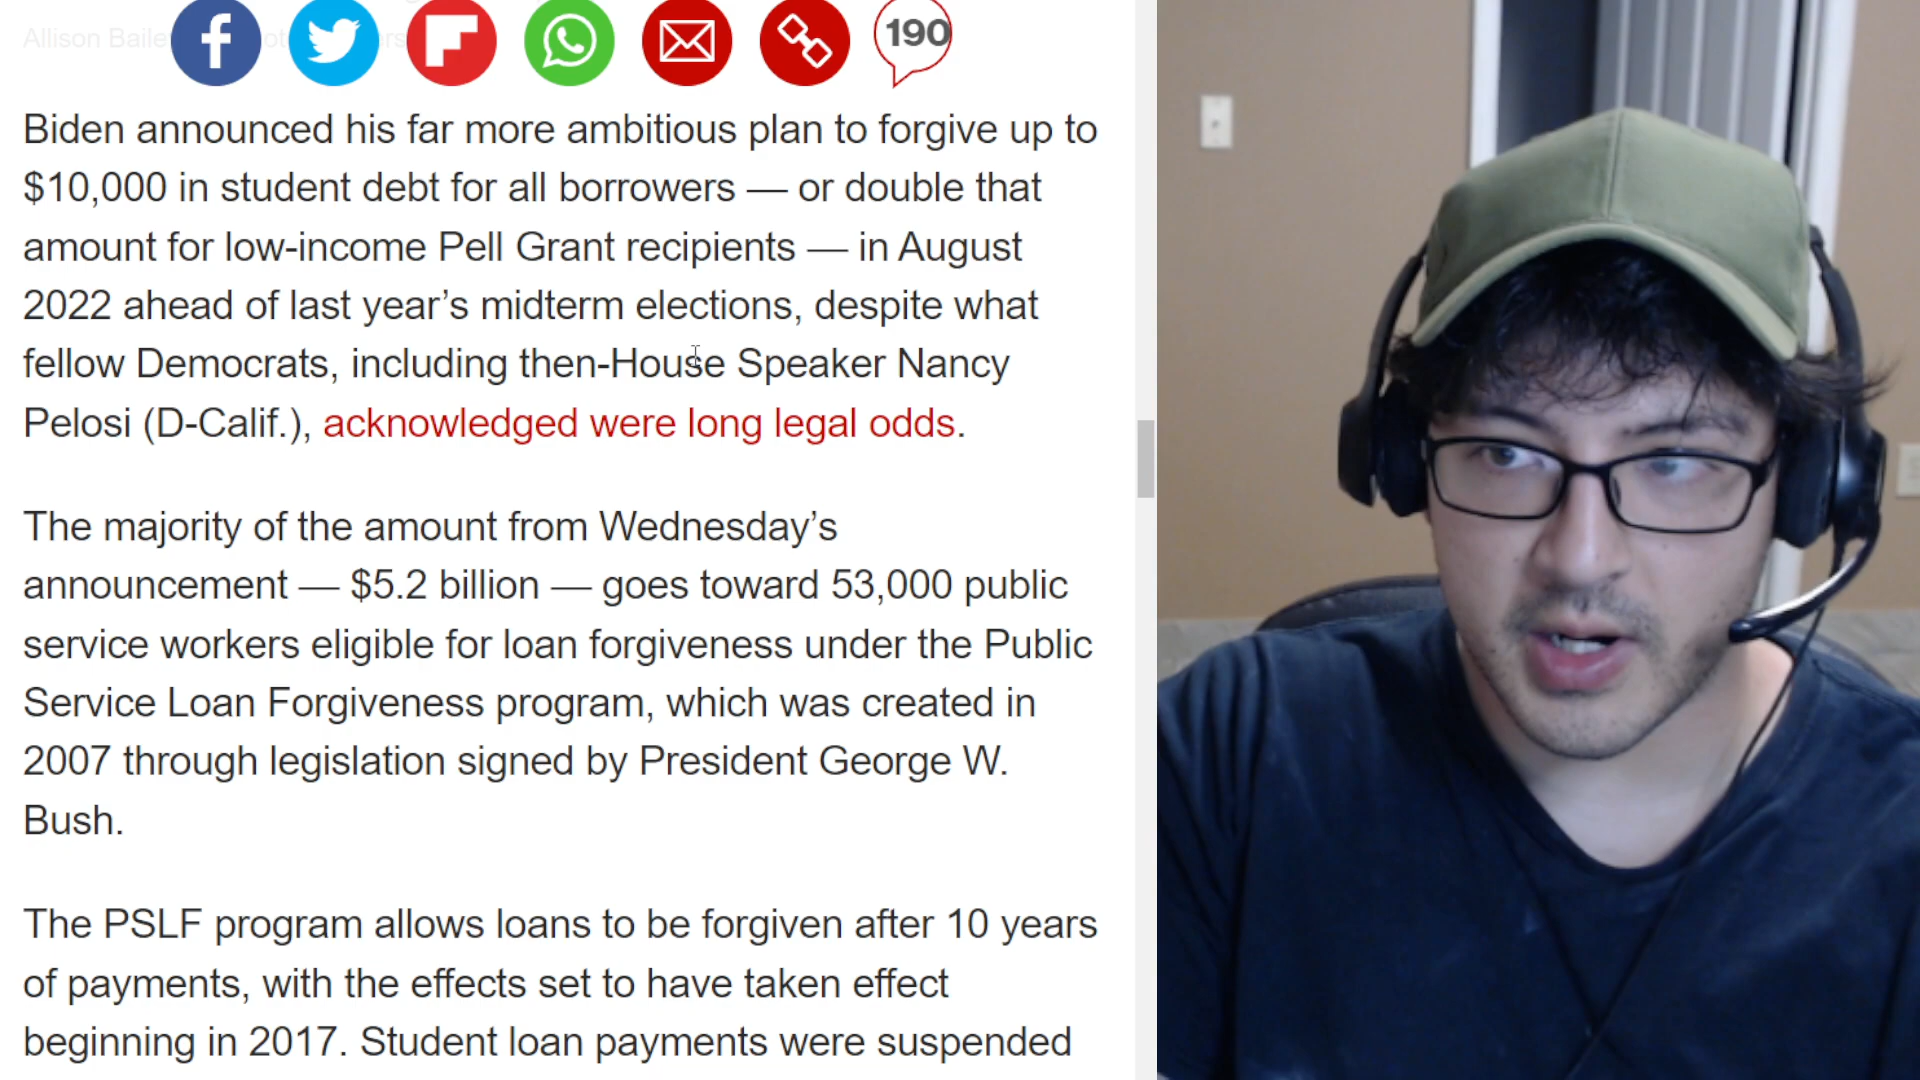 Allison Baile
190
Biden announced his far more ambitious plan to forgive up to
$10,000 in student debt for all borrowers — or double that
amount for low-income Pell Grant recipients — in August
2022 ahead of last year’s midterm elections, despite what
fellow Democrats, including then-House Speaker Nancy
Pelosi (D-Calif.), acknowledged were long legal odds.
The majority of the amount from Wednesday’s
announcement — $5.2 billion — goes toward 53,000 public
service workers eligible for loan forgiveness under the Public
Service Loan Forgiveness program, which was created in
2007 through legislation signed by President George W.
Bush.
The PSLF program allows loans to be forgiven after 10 years
of payments, with the effects set to have taken effect
beginning in 2017. Student loan payments were suspended